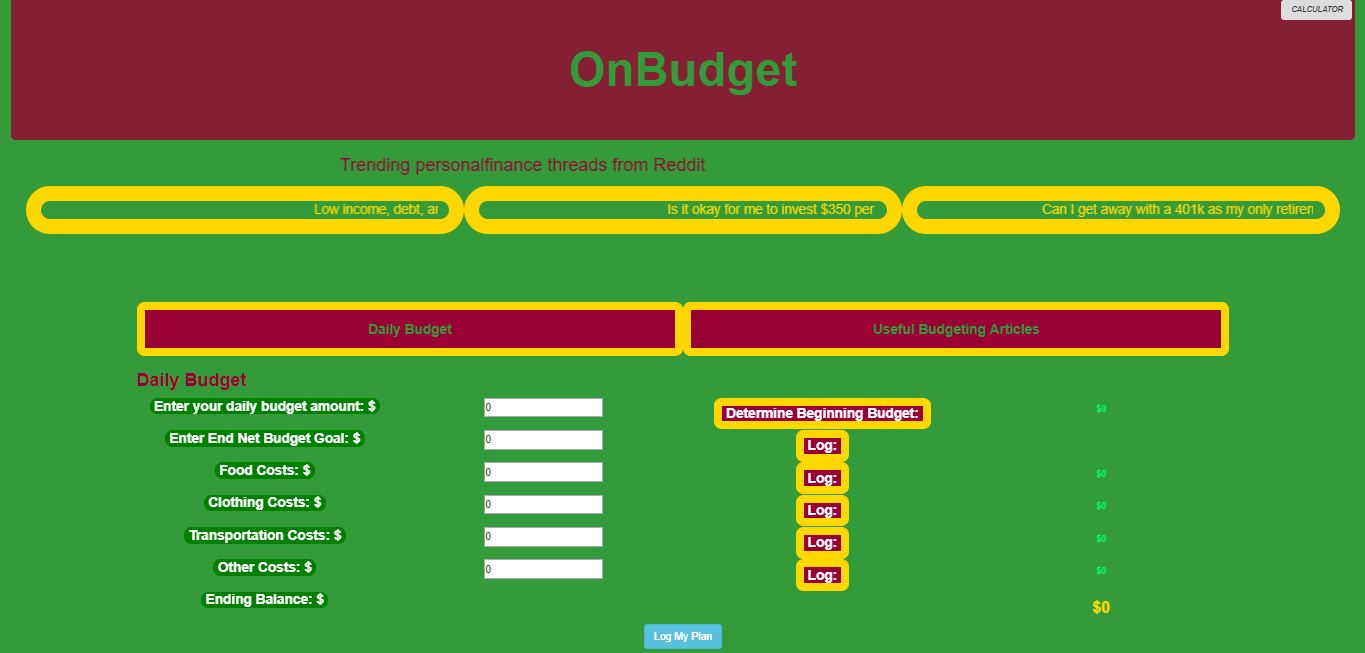 CALCULATOR
OnBudget
Trending personalfinance threads from Reddit
Low income, debt, ar Is it okay for me to invest $350 per Can I get away with a 401k as my only retiren
Daily Budget Useful Budgeting Articles
Daily Budget
Enter your daily budget amount: $ 0 Determine Beginning Budget: $0
Enter End Net Budget Goal: $ 0 Log:
Food Costs: $ 0 Log: $0
Clothing Costs: $ 0 Log: $0
Transportation Costs: $ 0 Log: $0
Other Costs: $ 0 Log: $0
Ending Balance: $ $0
Log My Plan